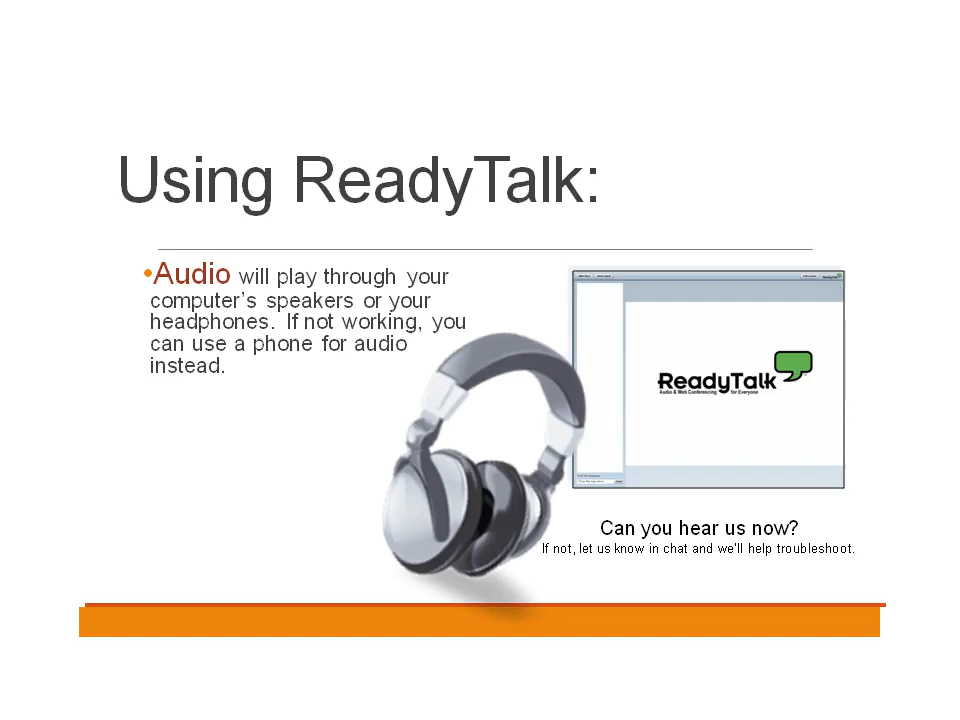 Using ReadyTalk:
•Audio will play through your
computer's speakers or your
headphones. If not working, you
can use a phone for audio
instead.
ReadyTalk
Audio & Web Conferencing for Everyone
Can you hear us now?
If not, let us know in chat and we'll help troubleshoot.